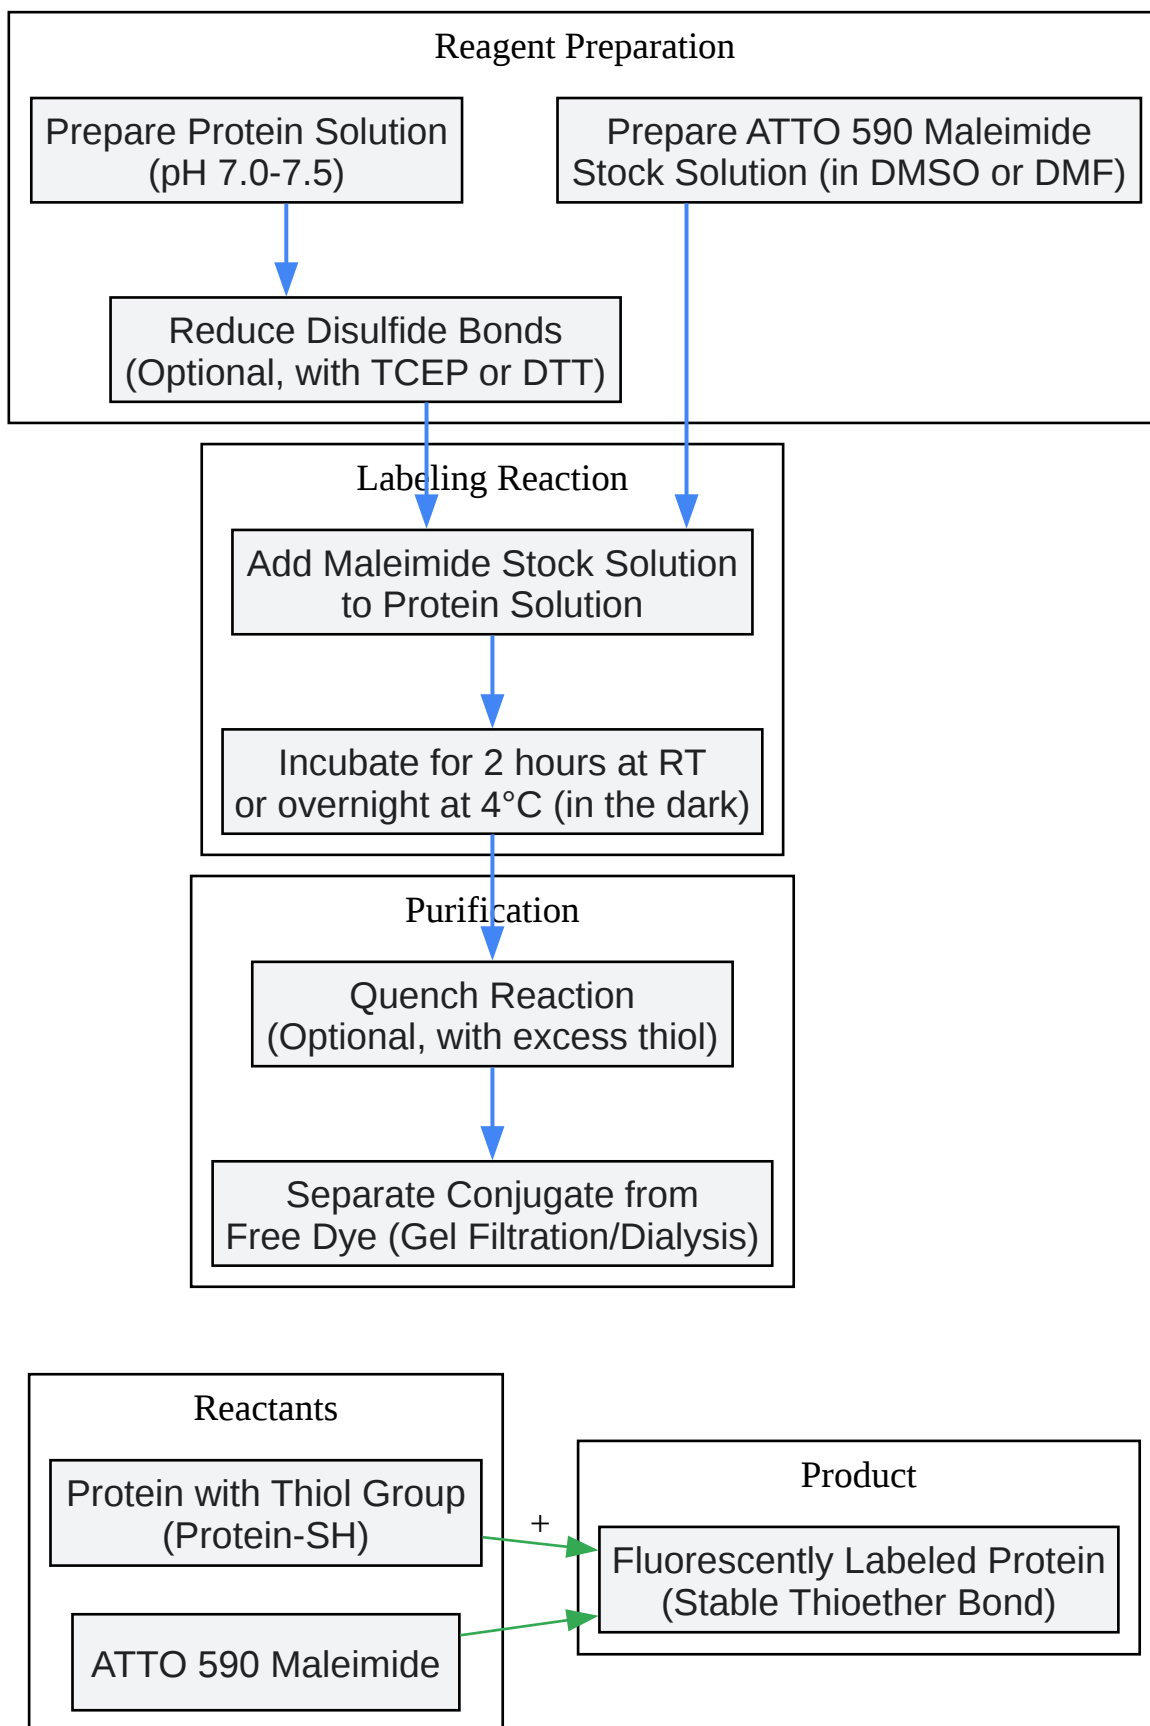 Reagent Preparation
Prepare Protein Solution
(pH 7.0-7.5)
Prepare ATTO 590 Maleimide
Stock Solution (in DMSO or DMF)
Reduce Disulfide Bonds
(Optional, with TCEP or DTT)
Labeling Reaction
Add Maleimide Stock Solution
to Protein Solution
Incubate for 2 hours at RT
or overnight at 4°C (in the dark)
Purification
Quench Reaction
(Optional, with excess thiol)
Separate Conjugate from
Free Dye (Gel Filtration/Dialysis)
Reactants
Protein with Thiol Group
(Protein-SH)
ATTO 590 Maleimide
+
Product
Fluorescently Labeled Protein
(Stable Thioether Bond)